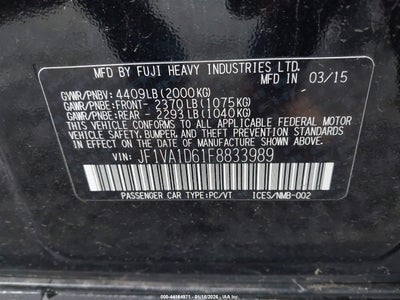 MFD BY FUJI HEAVY INDUSTRIES LTD.
IN 03/15
GVWR/PNBV: 4409LB(2000KG)
GAWR/PNBE:FRONT- 2370LB(1075KG)
GAWR/PNBE:REAR - 2293LB(1040KG)
THIS VEHICLE CONFORMS TO ALL APPLICABLE FEDERAL MOTOR
VEHICLE SAFETY, BUMPER, AND THEFT PREVENTION STANDARDS
IN EFFECT ON THE DATE OF MANUFACTURE SHOWN ABOVE.
VIN: JF1VA1D61F8833989
PASSENGER CAR TYPE:PC/VT ICES/NMB-002